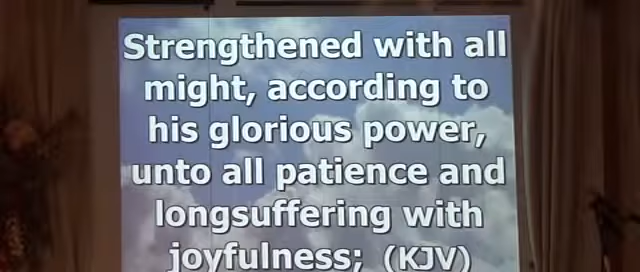 Strengthened with all
might, according to
his glorious power,
unto all patience and
longsuffering with
joyfulness; (KJV)